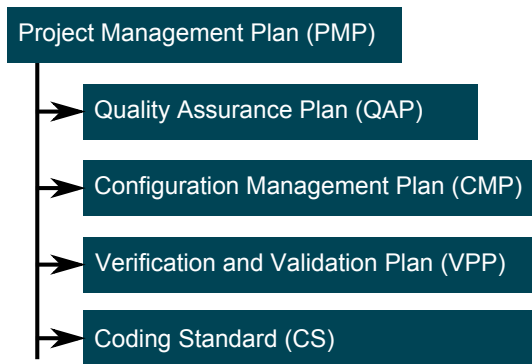 Project Management Plan (PMP)
Quality Assurance Plan (QAP)
Configuration Management Plan (CMP)
Verification and Validation Plan (VPP)
Coding Standard (CS)